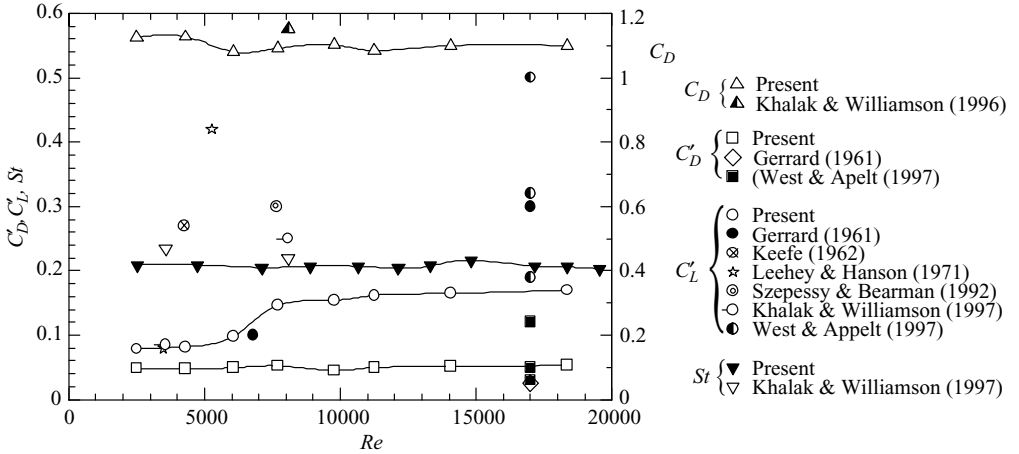 0.6
0.5
0.4
0.3
0.2
0.1
0
C′D, C′L, St
0
5000
10000
15000
20000
Re
1.2
1
0.8
0.6
0.4
0.2
0
CD
CD
Present
Khalak & Williamson (1996)
C′D
Present
Gerrard (1961)
(West & Apelt (1997)
C′L
Present
Gerrard (1961)
Keefe (1962)
Leehey & Hanson (1971)
Szepessy & Bearman (1992)
Khalak & Williamson (1997)
West & Appelt (1997)
St
Present
Khalak & Williamson (1997)